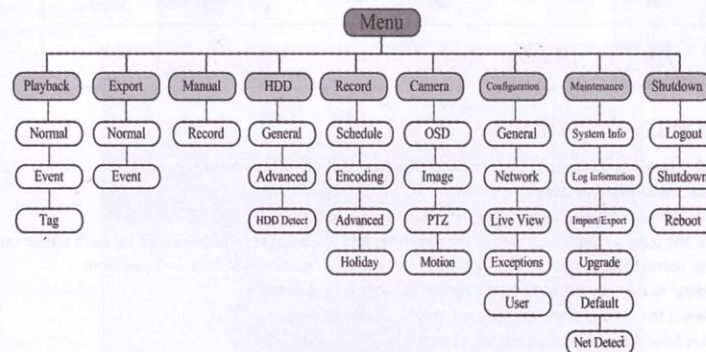 Menu
Playback Export Manual HDD Record Camera Configuration Maintenance Shutdown
Normal Normal Record General Schedule OSD General System Info Logout
Event Event Advanced Encoding Image Network Log Information Shutdown
Tag HDD Detect Advanced PTZ Live View Import/Export Reboot
Holiday Motion Exceptions Upgrade
User Default
Net Detect